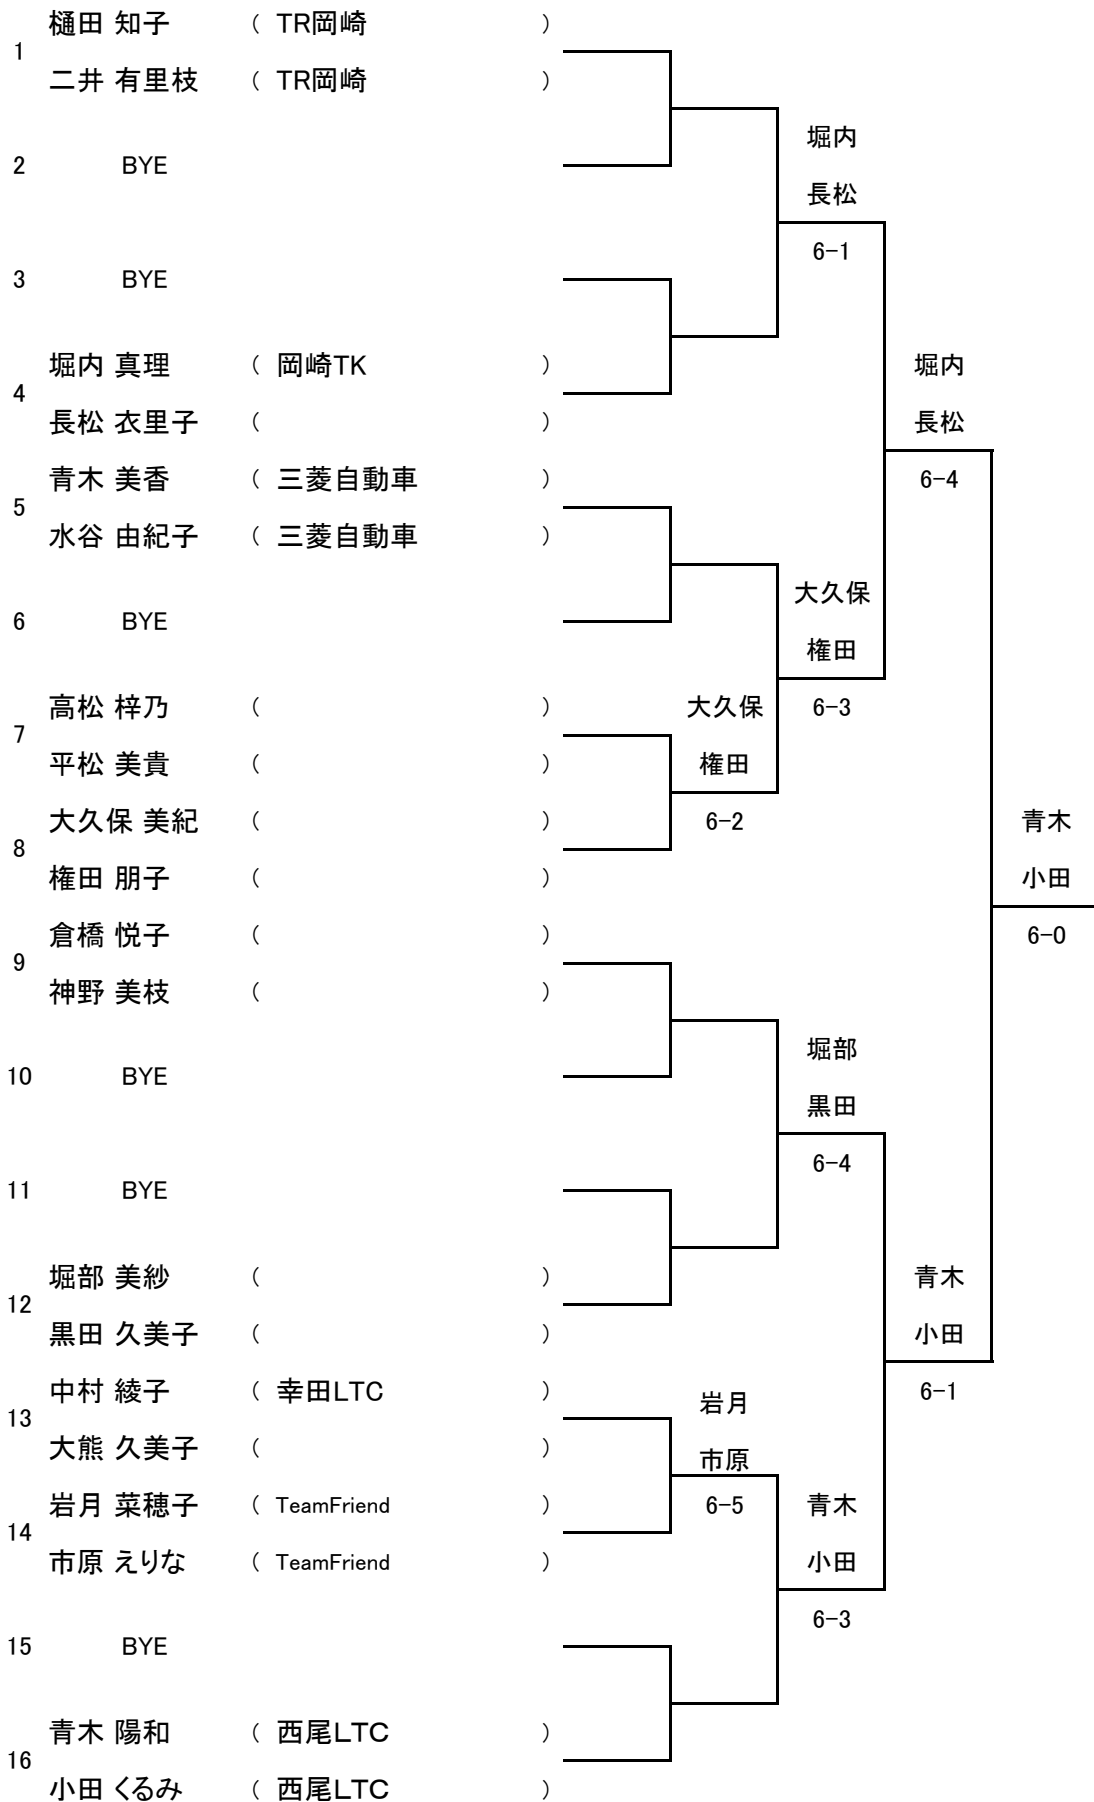 樋田 知子 ( TR岡崎 )
1
二井 有里枝 ( TR岡崎 )
堀内
2 BYE
長松
6-1
3 BYE
堀内 真理 ( 岡崎TK )
堀内
4
長松 衣里子 ( )
長松
青木 美香 ( 三菱自動車 )
6-4
5
水谷 由紀子 ( 三菱自動車 )
大久保
6 BYE
権田
高松 梓乃 ( )
大久保
6-3
7
平松 美貴 ( )
権田
大久保 美紀 ( )
6-2
青木
8
権田 朋子 ( )
小田
倉橋 悦子 ( )
6-0
9
神野 美枝 ( )
堀部
10 BYE
黒田
6-4
11 BYE
堀部 美紗 ( )
青木
12
黒田 久美子 ( )
小田
中村 綾子 ( 幸田LTC )
岩月
6-1
13
大熊 久美子 ( )
市原
岩月 菜穂子 ( TeamFriend )
6-5
青木
14
市原 えりな ( TeamFriend )
小田
6-3
15 BYE
青木 陽和 ( 西尾LTC )
16
小田 くるみ ( 西尾LTC )